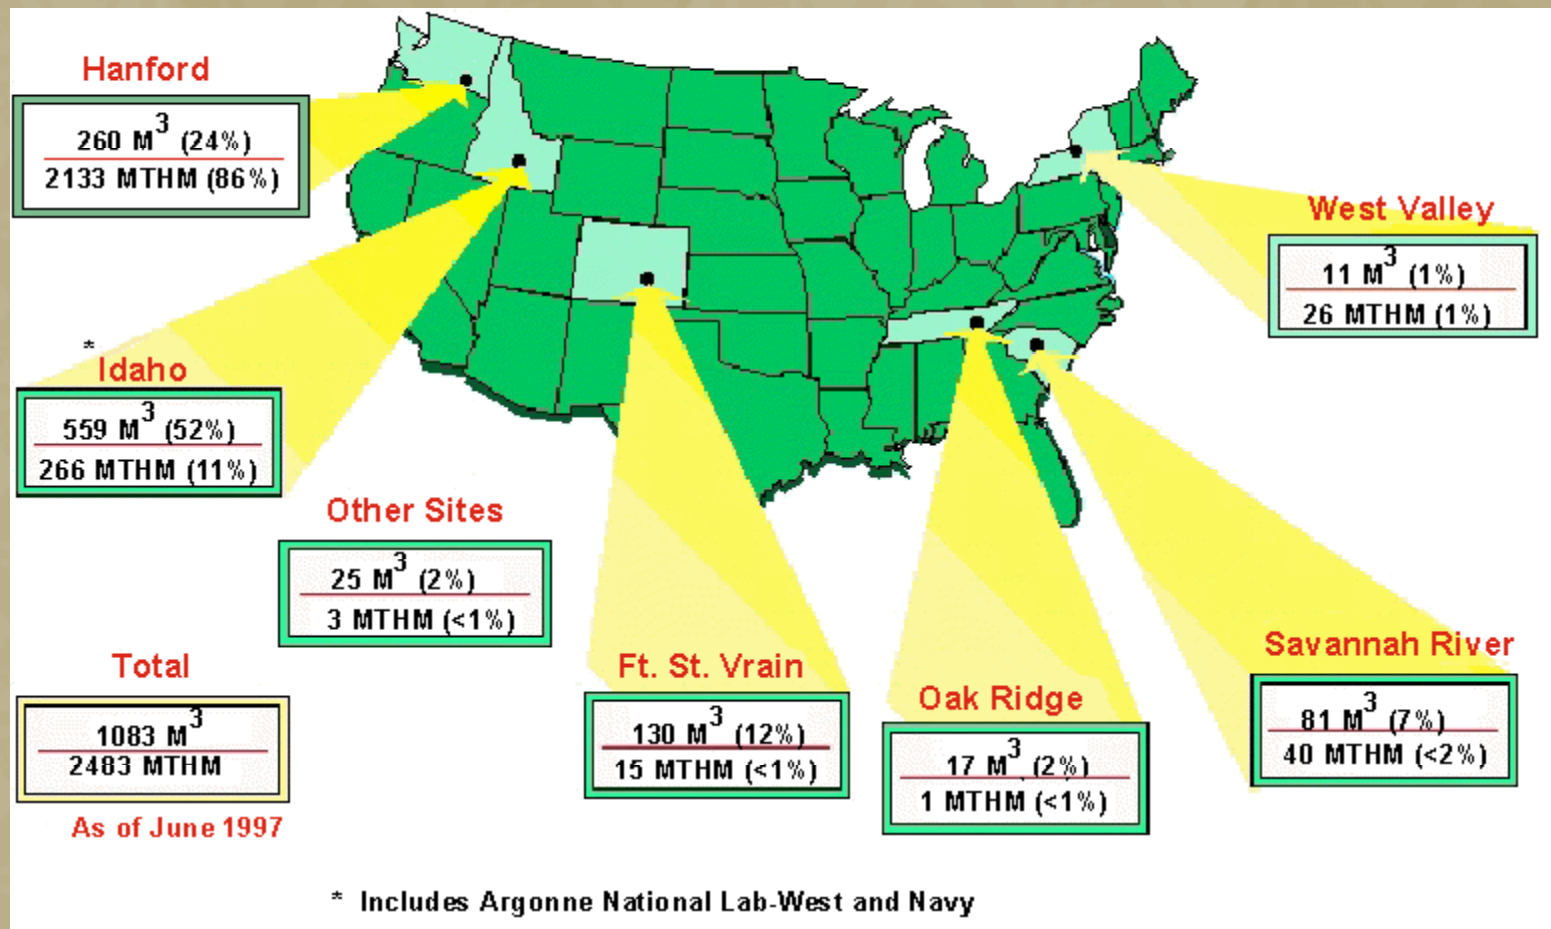 Hanford
260 M³ (24%)
2133 MTHM (86%)
West Valley
11 M³ (1%)
26 MTHM (1%)
*
Idaho
559 M³ (52%)
266 MTHM (11%)
Other Sites
25 M³ (2%)
3 MTHM (<1%)
Total
1083 M³
2483 MTHM
As of June 1997
Ft. St. Vrain
130 M³ (12%)
15 MTHM (<1%)
Oak Ridge
17 M³ (2%)
1 MTHM (<1%)
Savannah River
81 M³ (7%)
40 MTHM (<2%)
* Includes Argonne National Lab-West and Navy